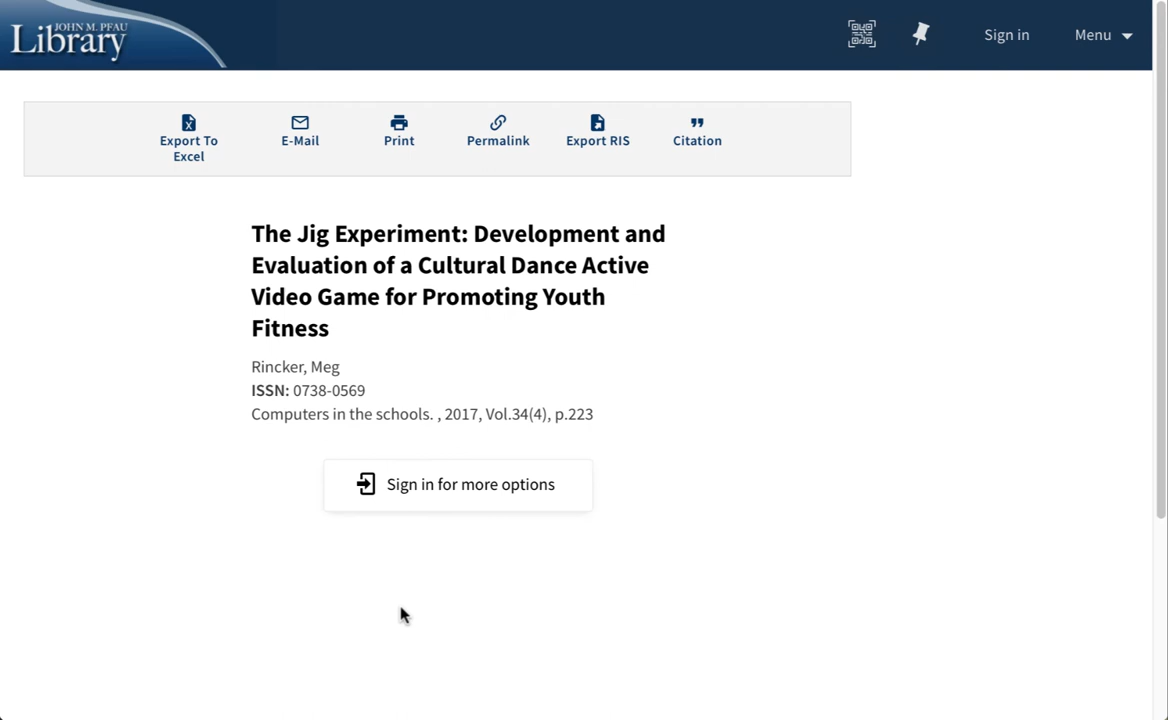 JOHN M. PFAU
Library
Sign in
Menu
Export To
Excel
E-Mail
Print
Permalink
Export RIS
Citation
The Jig Experiment: Development and
Evaluation of a Cultural Dance Active
Video Game for Promoting Youth
Fitness
Rincker, Meg
ISSN: 0738-0569
Computers in the schools. , 2017, Vol.34(4), p.223
Sign in for more options